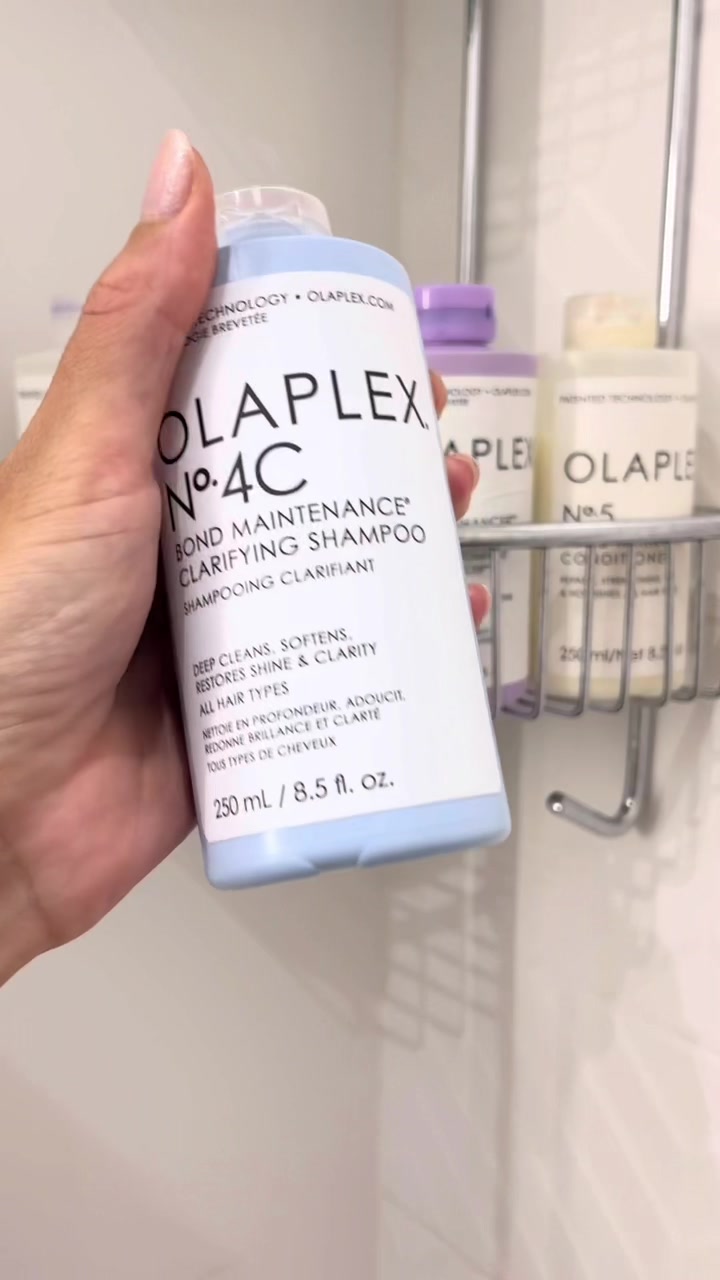 TECHNOLOGY • OLAPLEX.COM
BREVETÉE
OLAPLEX.
Nº.4C
BOND MAINTENANCE®
CLARIFYING SHAMPOO
SHAMPOOING CLARIFIANT
DEEP CLEANS, SOFTENS,
RESTORES SHINE & CLARITY
ALL HAIR TYPES
NETTOIE EN PROFONDEUR, ADOUCIT,
REDONNE BRILLANCE ET CLARTÉ
TOUS TYPES DE CHEVEUX
250 mL / 8.5 fl. oz.
APLEX
PATENTED TECHNOLOGY •
OLAPLE
Nº.5
CONDITIONE